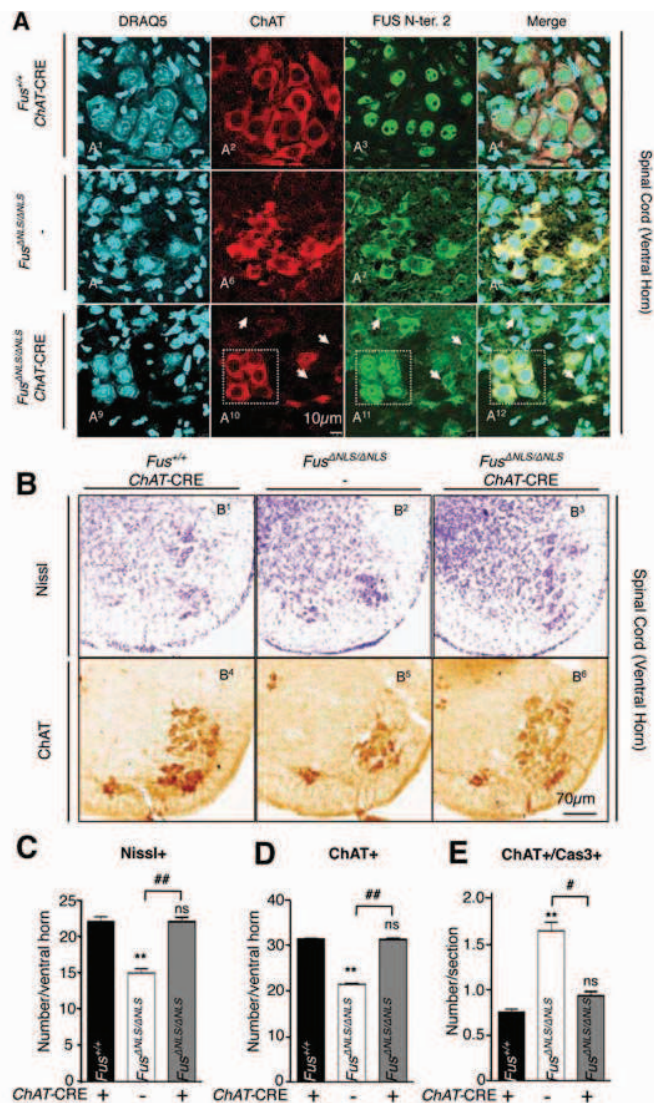 A
DRAQ5 ChAT FUS N-ter. 2 Merge
Fus+/+
ChAT-CRE
A1 A2 A3 A4
FusΔNLS/ΔNLS
-
A5 A6 A7 A8
FusΔNLS/ΔNLS
ChAT-CRE
A9 A10 10µm A11 A12
Spinal Cord (Ventral Horn)
B
Fus+/+
ChAT-CRE
FusΔNLS/ΔNLS
-
FusΔNLS/ΔNLS
ChAT-CRE
Nissl
B1 B2 B3
ChAT
B4 B5 B6
70µm
Spinal Cord (Ventral Horn)
C
Nissl+
Number/ventral horn
25
20
15
10
5
0
##
**
ns
Fus+/+
FusΔNLS/ΔNLS
FusΔNLS/ΔNLS
ChAT-CRE + - +
D
ChAT+
Number/ventral horn
40
30
20
10
0
##
**
ns
Fus+/+
FusΔNLS/ΔNLS
FusΔNLS/ΔNLS
ChAT-CRE + - +
E
ChAT+/Cas3+
Number/section
2.0
1.5
1.0
0.5
0
#
**
ns
Fus+/+
FusΔNLS/ΔNLS
FusΔNLS/ΔNLS
ChAT-CRE + - +